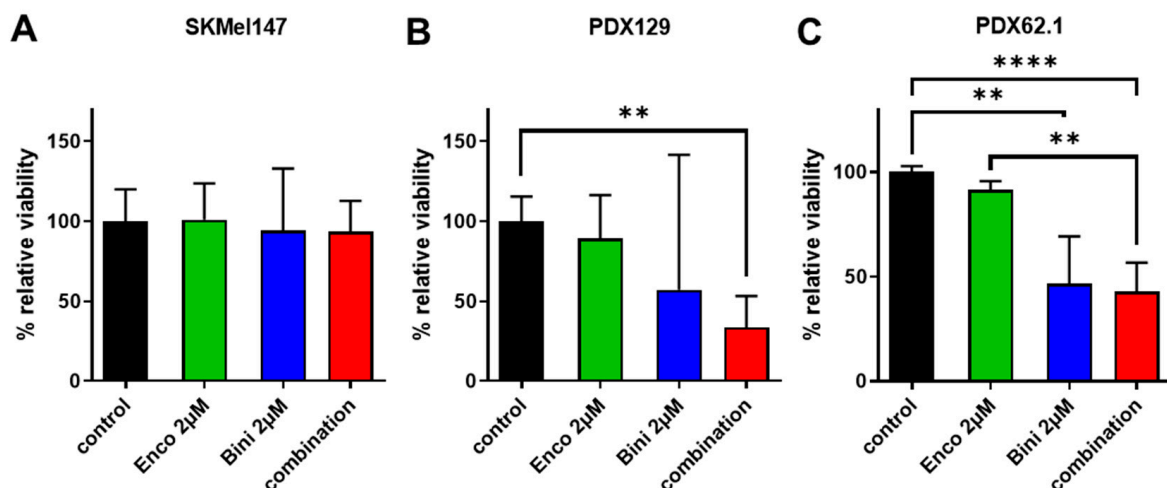 A
SKMel147
% relative viability
150
100
50
0
control
Enco 2µM
Bini 2µM
combination
B
PDX129
**
% relative viability
150
100
50
0
control
Enco 2µM
Bini 2µM
combination
C
PDX62.1
****
**
**
% relative viability
100
50
0
control
Enco 2µM
Bini 2µM
combination